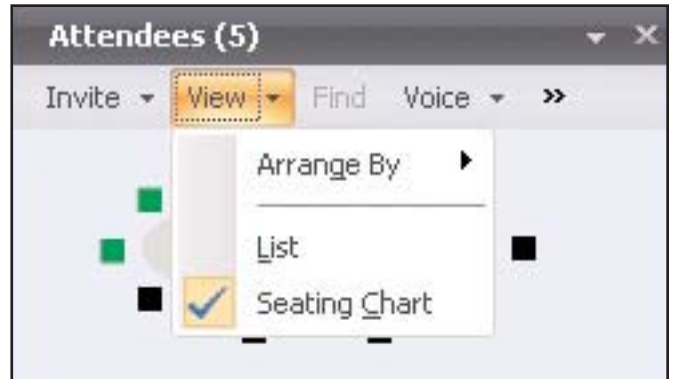 Attendees (5)
Invite View Find Voice »
Arrange By
List
Seating Chart